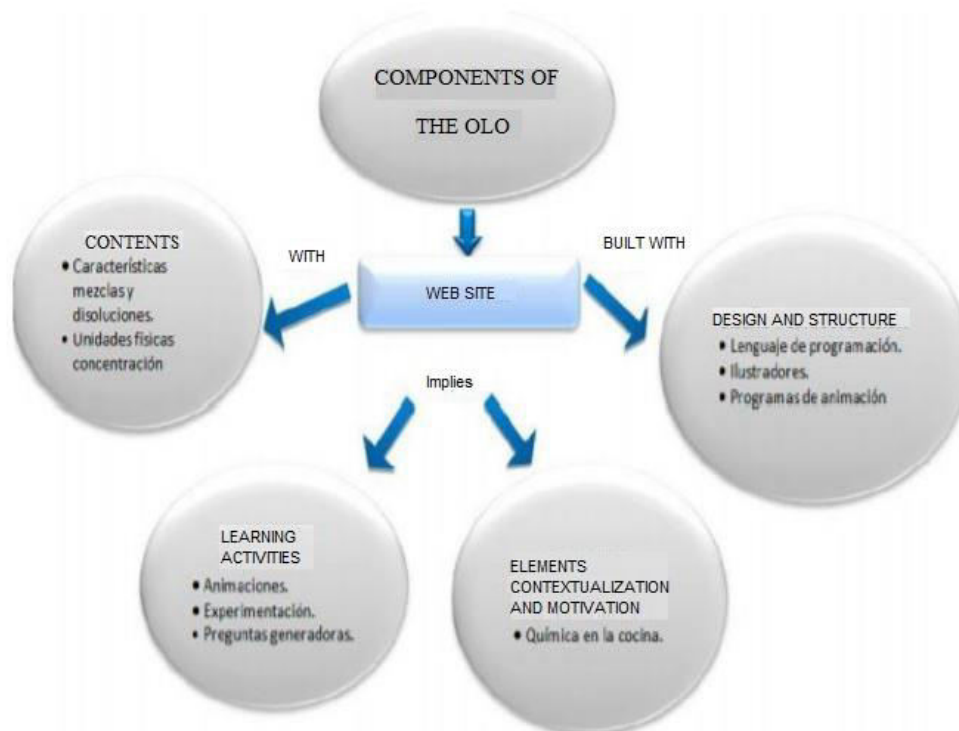 COMPONENTS OF
THE OLO
CONTENTS
• Características
mezclas y
disoluciones.
• Unidades físicas
concentración
WITH
WEB SITE
BUILT WITH
DESIGN AND STRUCTURE
• Lenguaje de programación.
• Ilustradores.
• Programas de animación
Implies
LEARNING
ACTIVITIES
• Animaciones.
• Experimentación.
• Preguntas generadoras.
ELEMENTS
CONTEXTUALIZATION
AND MOTIVATION
• Química en la cocina.